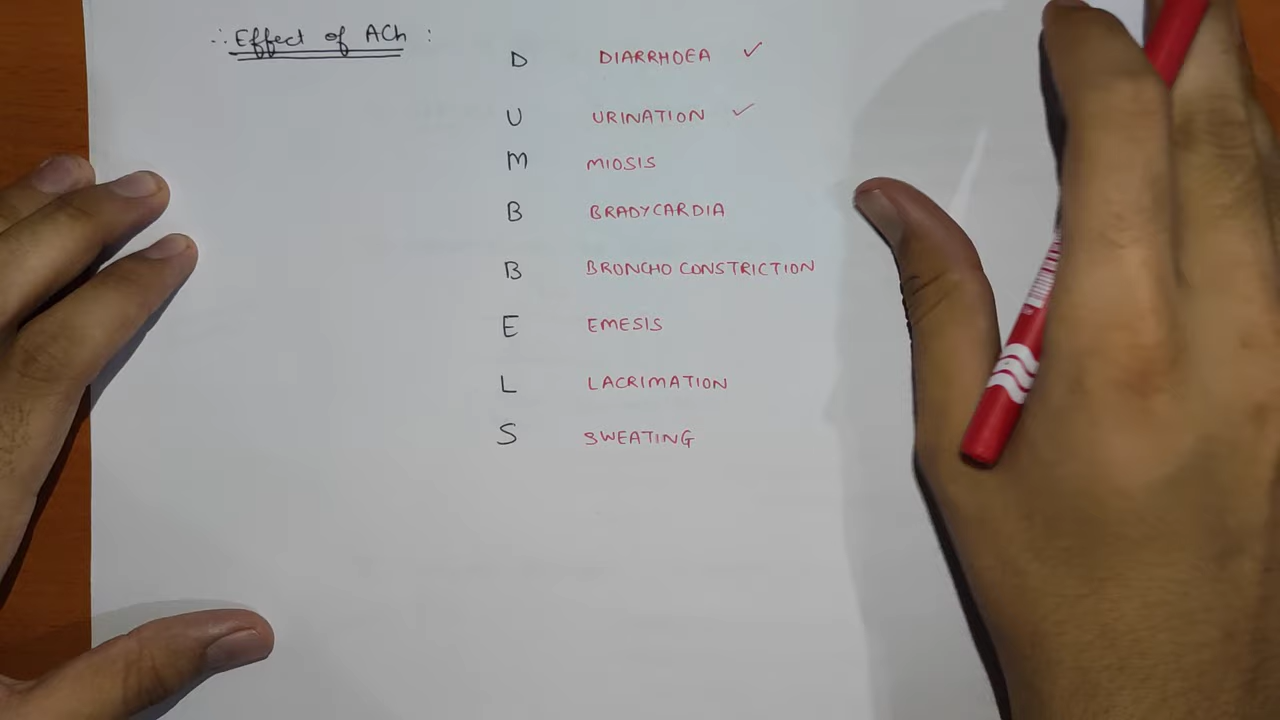 ∴ Effect of ACh :
D DIARRHOEA ✓
U URINATION ✓
M MIOSIS
B BRADYCARDIA
B BRONCHO CONSTRICTION
E EMESIS
L LACRIMATION
S SWEATING